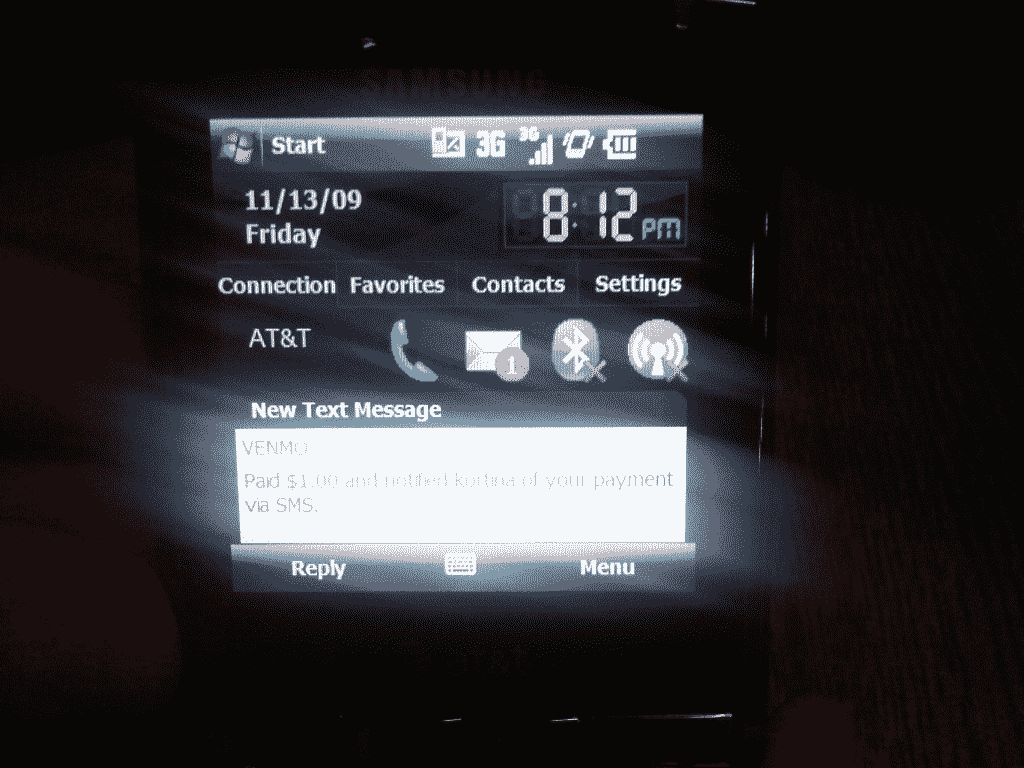 SAMSUNG
Start 3G 3G
11/13/09 8:12 PM
Friday
Connection Favorites Contacts Settings
AT&T 1
New Text Message
VENMO
Paid $1.00 and notified kortina of your payment
via SMS.
Reply Menu
at&t